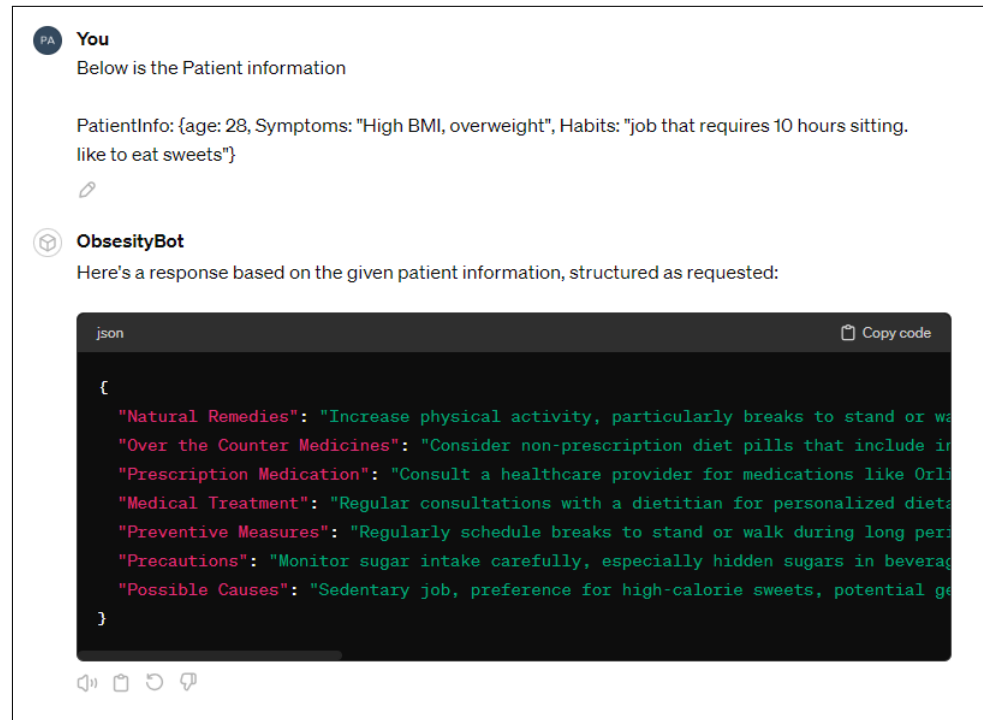 PA
You
Below is the Patient information
PatientInfo: {age: 28, Symptoms: "High BMI, overweight", Habits: "job that requires 10 hours sitting.
like to eat sweets"}
ObsesityBot
Here's a response based on the given patient information, structured as requested:
json
Copy code
{
"Natural Remedies": "Increase physical activity, particularly breaks to stand or wa
"Over the Counter Medicines": "Consider non-prescription diet pills that include in
"Prescription Medication": "Consult a healthcare provider for medications like Orli
"Medical Treatment": "Regular consultations with a dietitian for personalized dieta
"Preventive Measures": "Regularly schedule breaks to stand or walk during long peri
"Precautions": "Monitor sugar intake carefully, especially hidden sugars in beverag
"Possible Causes": "Sedentary job, preference for high-calorie sweets, potential ge
}